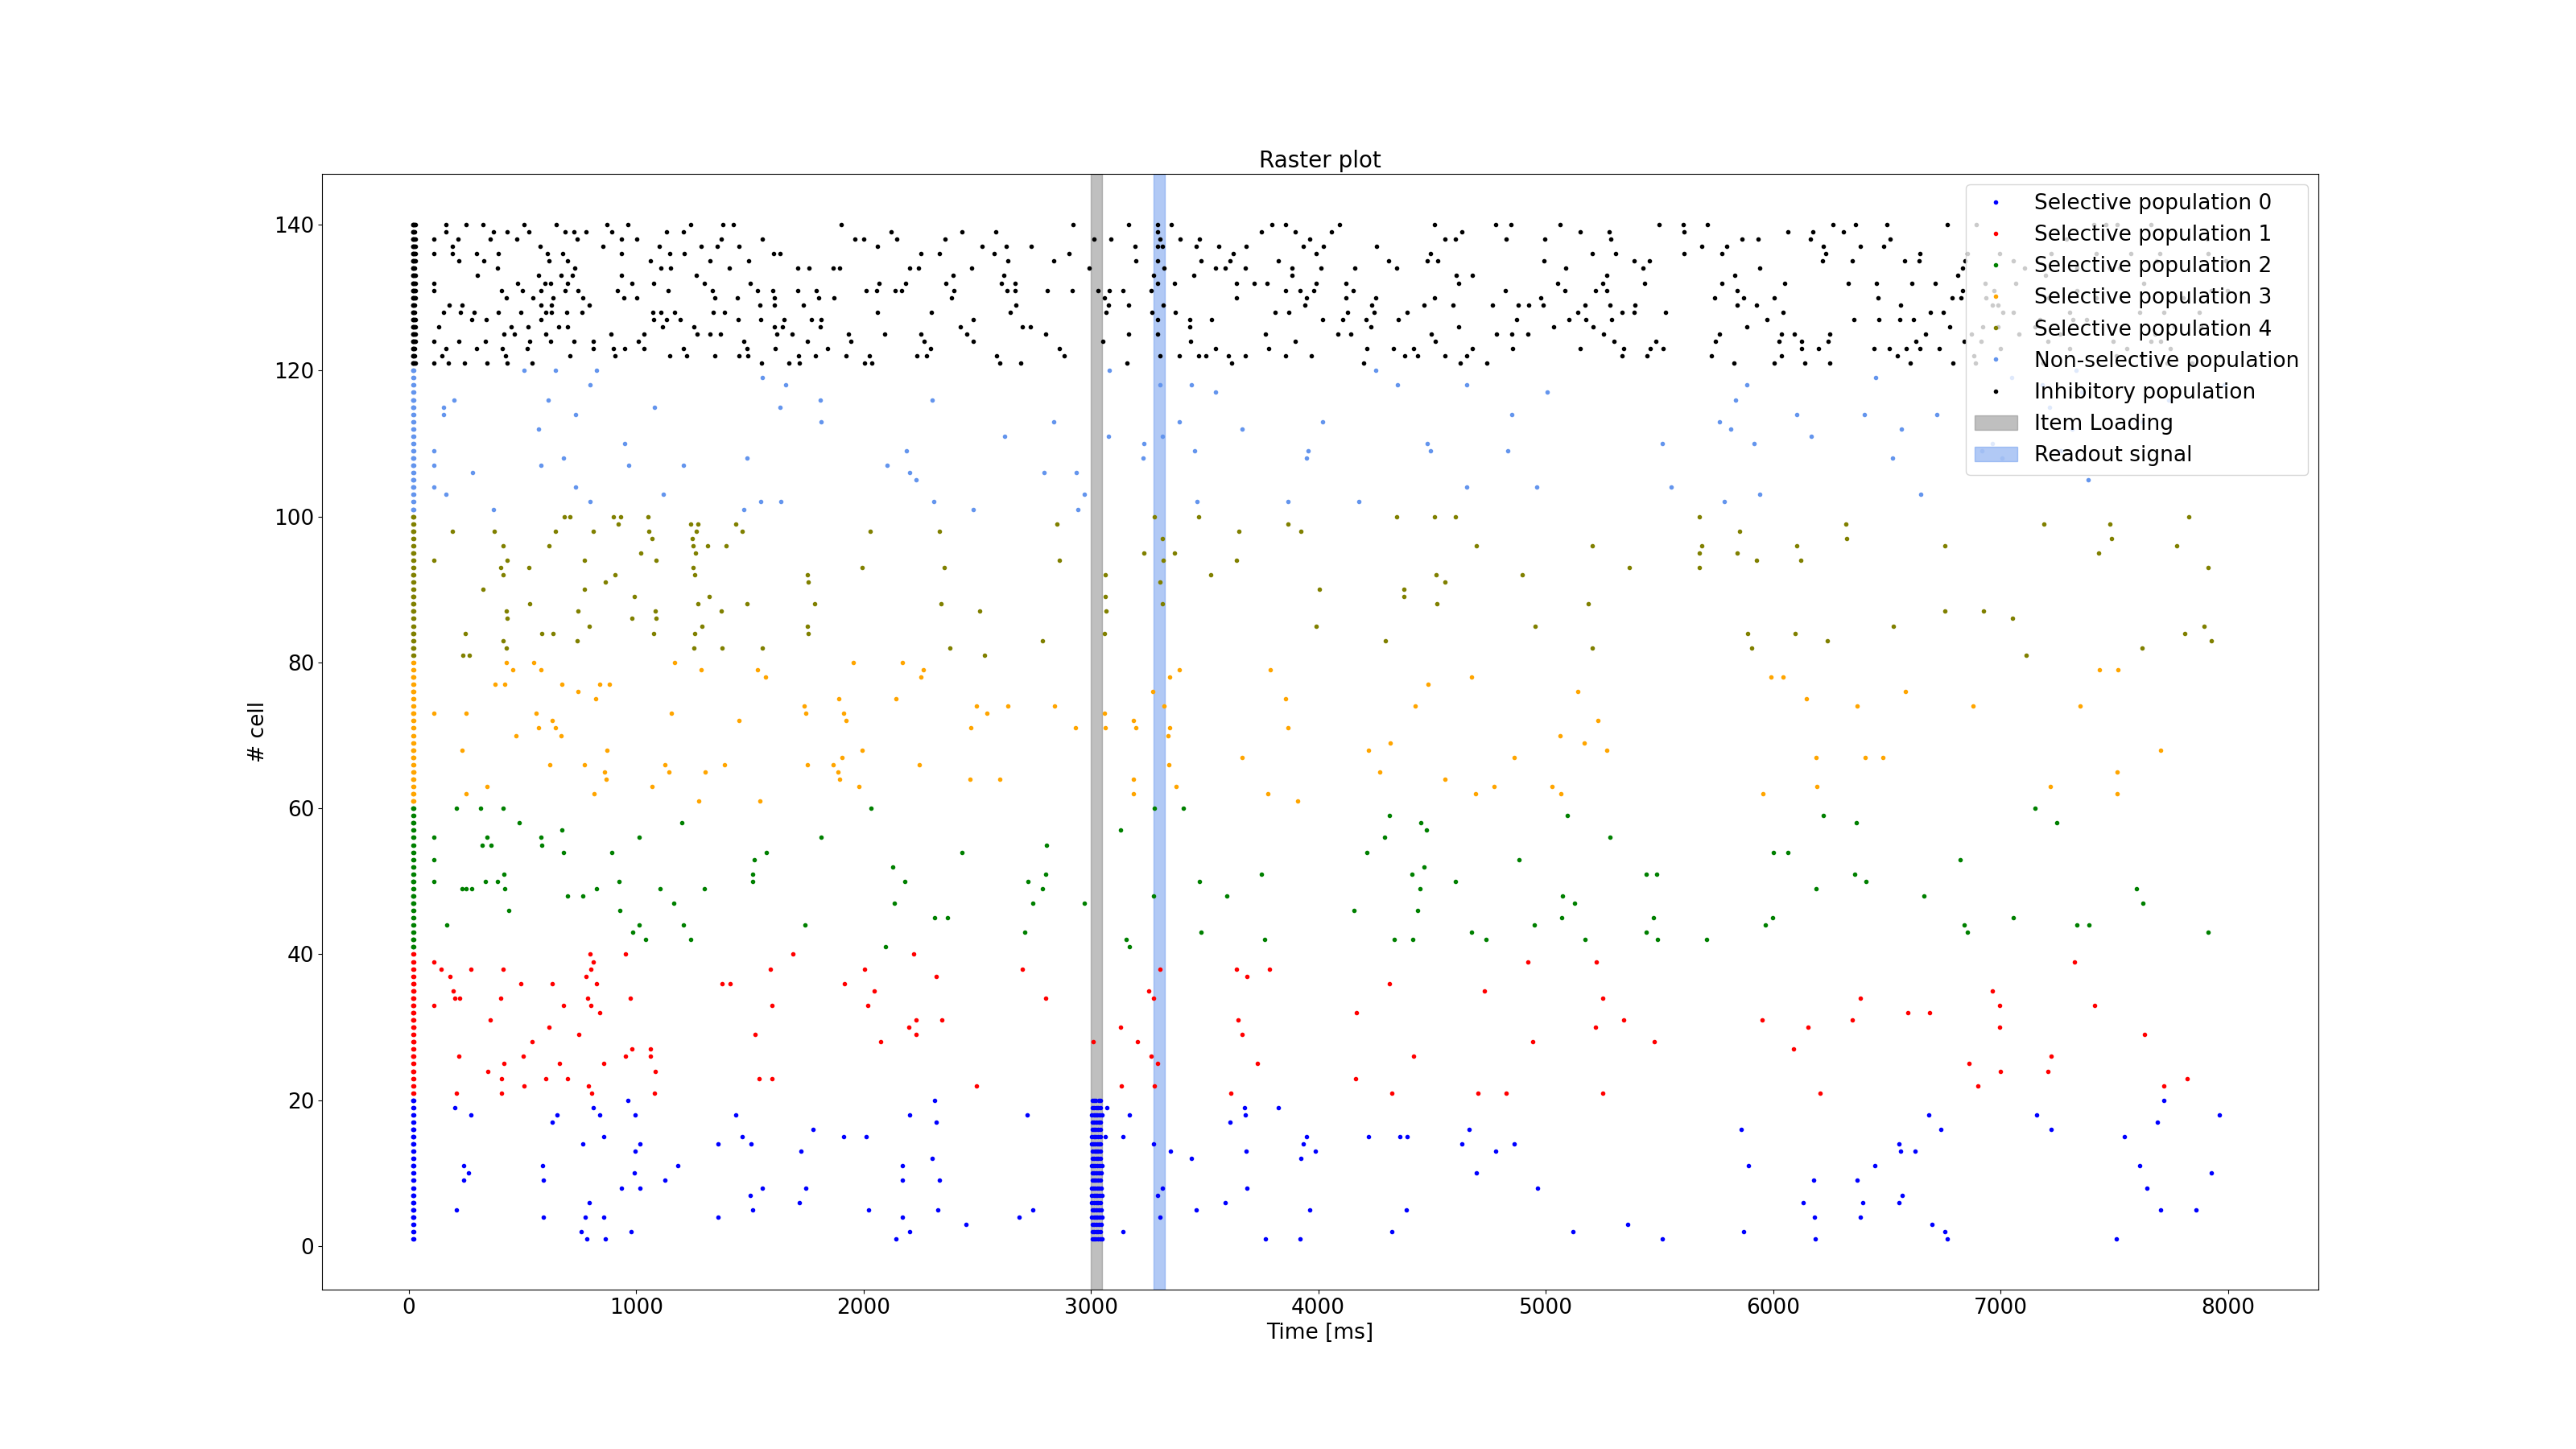 Raster plot
140
120
100
80
60
40
20
0
# cell
0 1000 2000 3000 4000 5000 6000 7000 8000
Time [ms]
Selective population 0
Selective population 1
Selective population 2
Selective population 3
Selective population 4
Non-selective population
Inhibitory population
Item Loading
Readout signal